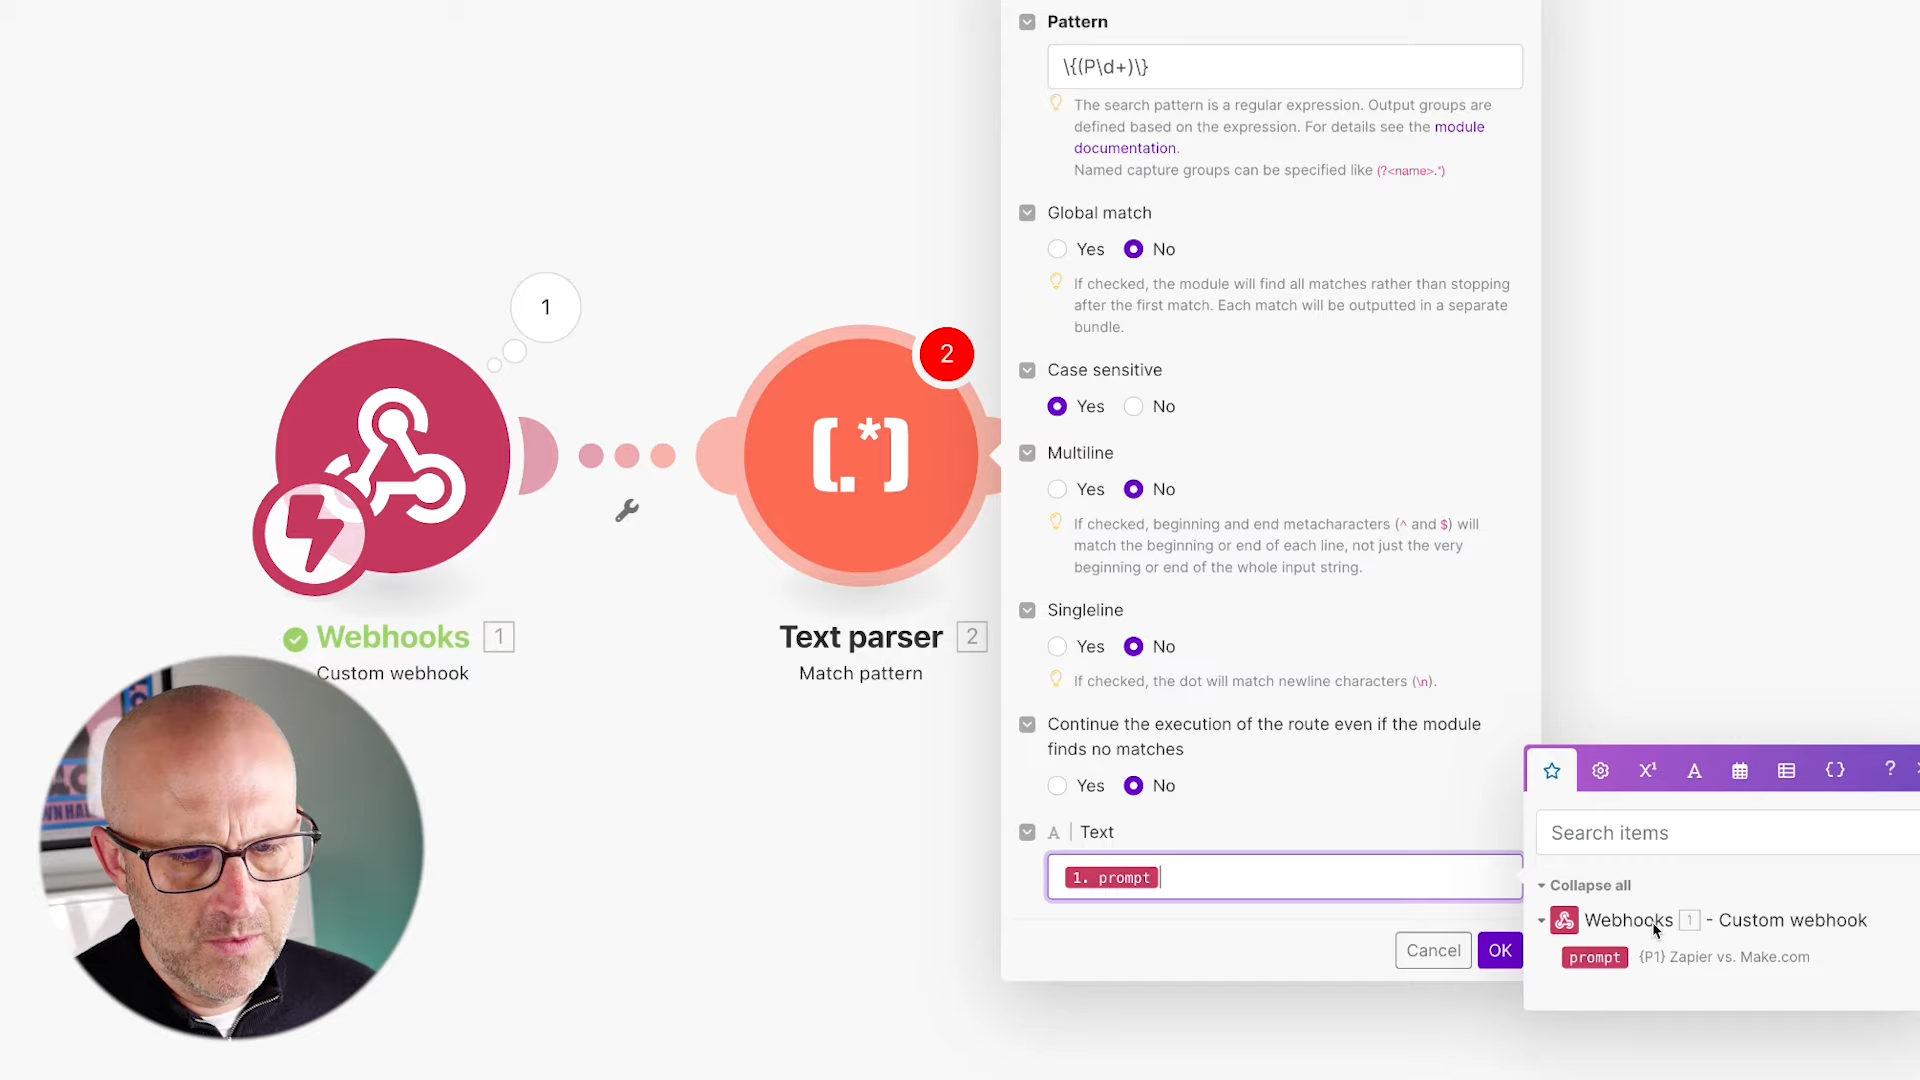 Pattern
\{(P\d+)\}
The search pattern is a regular expression. Output groups are
defined based on the expression. For details see the module
documentation.
Named capture groups can be specified like (?<name>.*)
Global match
Yes No
If checked, the module will find all matches rather than stopping
after the first match. Each match will be outputted in a separate
bundle.
Case sensitive
Yes No
Multiline
Yes No
If checked, beginning and end metacharacters (^ and $) will
match the beginning or end of each line, not just the very
beginning or end of the whole input string.
Singleline
Yes No
If checked, the dot will match newline characters (\n).
Continue the execution of the route even if the module
finds no matches
Yes No
A Text
1. prompt
Cancel OK
1
2
[.*]
Webhooks 1
Custom webhook
Text parser 2
Match pattern
X¹ A {} ?
Search items
Collapse all
Webhooks 1 - Custom webhook
prompt {P1} Zapier vs. Make.com